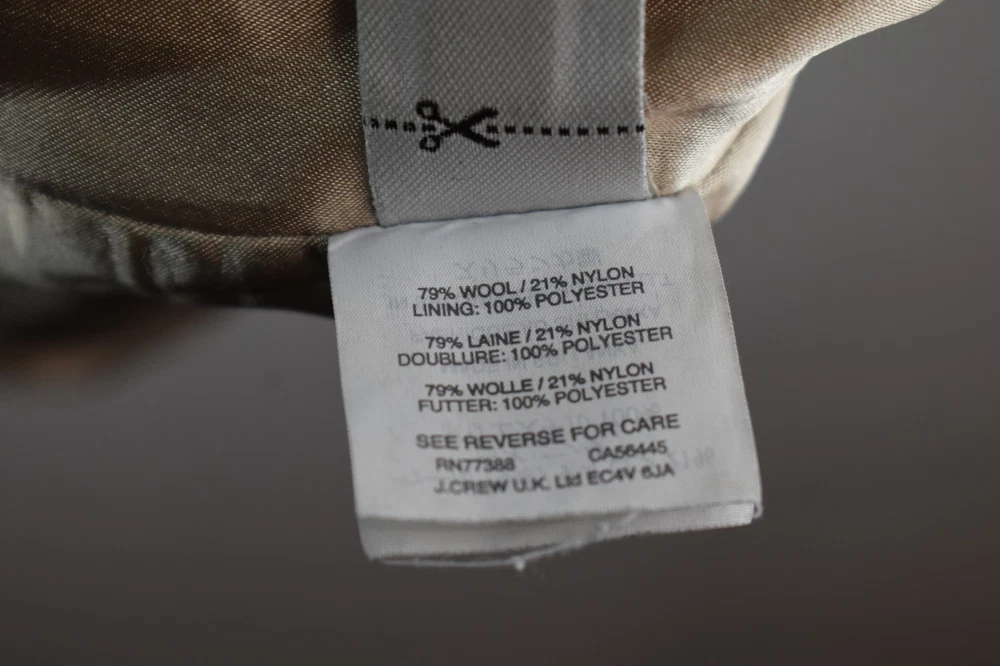 79% WOOL / 21% NYLON
LINING: 100% POLYESTER
79% LAINE / 21% NYLON
DOUBLURE: 100% POLYESTER
79% WOLLE / 21% NYLON
FUTTER: 100% POLYESTER
SEE REVERSE FOR CARE
RN77388 CA56445
J.CREW U.K. Ltd EC4V 6JA